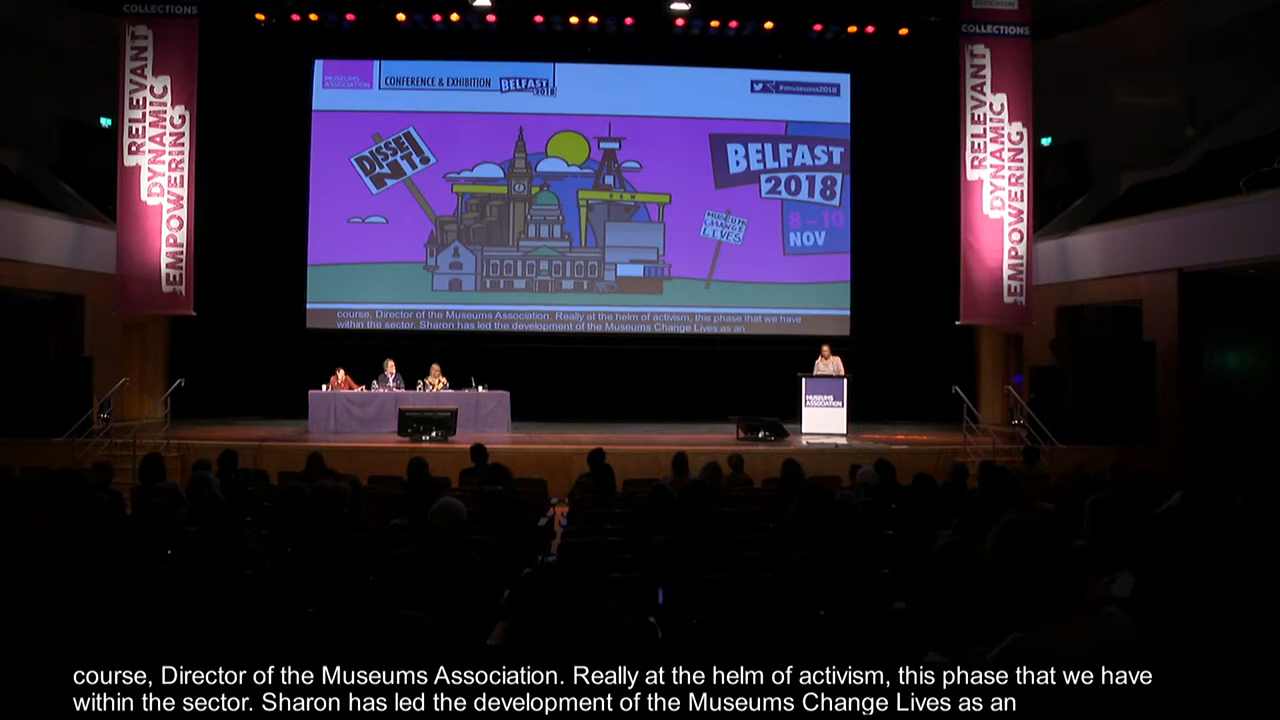 COLLECTIONS
RELEVANT
DYNAMIC
EMPOWERING
MUSEUMS
ASSOCIATION
CONFERENCE & EXHIBITION
BELFAST
2018
#museums2018
DISSE
NT!
BELFAST
2018
8–10
NOV
MUSEUMS
CHANGE
LIVES
course, Director of the Museums Association. Really at the helm of activism, this phase that we have
within the sector. Sharon has led the development of the Museums Change Lives as an
ASSOCIATION
COLLECTIONS
RELEVANT
DYNAMIC
EMPOWERING
MUSEUMS
ASSOCIATION
course, Director of the Museums Association. Really at the helm of activism, this phase that we have
within the sector. Sharon has led the development of the Museums Change Lives as an